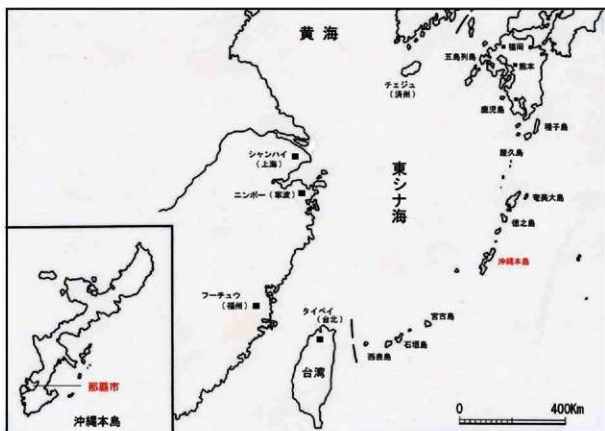 黄 海
五島列島
福岡
熊本
チェジュ
(済州)
鹿児島
種子島
屋久島
シャンハイ
(上海)
東シナ海
ニンポー(寧波)
奄美大島
沖縄本島
フーチュウ
(福州)
タイペイ
(台北)
宮古島
石垣島
西表島
台湾
那覇市
沖縄本島
0
400Km